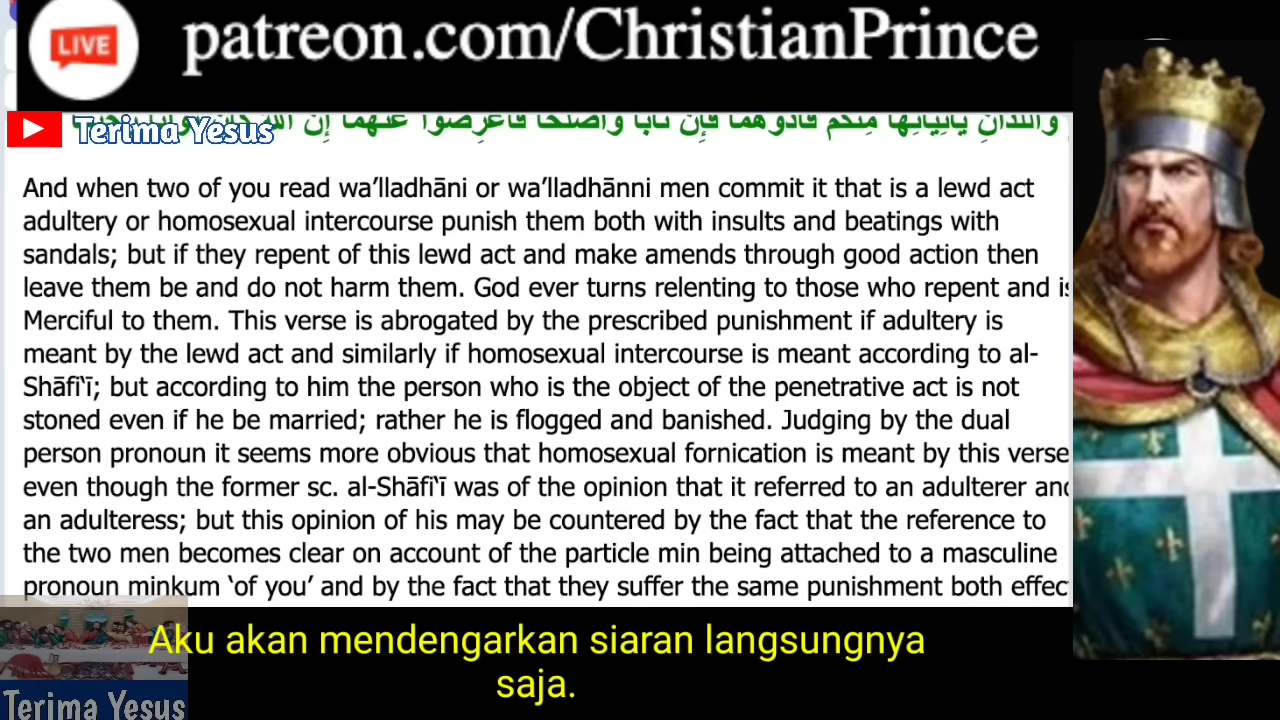 LIVE
patreon.com/ChristianPrince
Terima Yesus
وَاللَّذَانِ يَأْتِيَانِهَا مِنكُمْ فَآذُوهُمَا فَإِن تَابَا وَأَصْلَحَا فَأَعْرِضُوا عَنْهُمَا إِنَّ
And when two of you read wa’lladhāni or wa’lladhānni men commit it that is a lewd act
adultery or homosexual intercourse punish them both with insults and beatings with
sandals; but if they repent of this lewd act and make amends through good action then
leave them be and do not harm them. God ever turns relenting to those who repent and is
Merciful to them. This verse is abrogated by the prescribed punishment if adultery is
meant by the lewd act and similarly if homosexual intercourse is meant according to al-
Shāfi‘ī; but according to him the person who is the object of the penetrative act is not
stoned even if he be married; rather he is flogged and banished. Judging by the dual
person pronoun it seems more obvious that homosexual fornication is meant by this verse
even though the former sc. al-Shāfi‘ī was of the opinion that it referred to an adulterer and
an adulteress; but this opinion of his may be countered by the fact that the reference to
the two men becomes clear on account of the particle min being attached to a masculine
pronoun minkum ‘of you’ and by the fact that they suffer the same punishment both effec
Aku akan mendengarkan siaran langsungnya
saja.
Terima Yesus